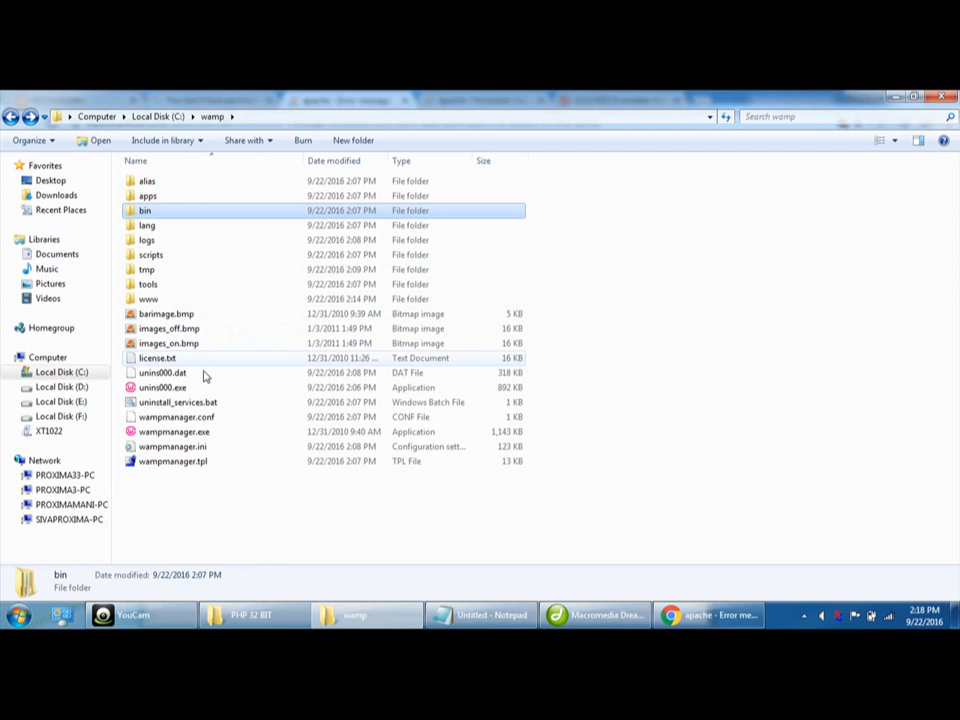 Computer Local Disk (C:) wamp
Search wamp
Organize Open Include in library Share with Burn New folder
Name Date modified Type Size
Favorites
Desktop
Downloads
Recent Places
Libraries
Documents
Music
Pictures
Videos
Homegroup
Computer
Local Disk (C:)
Local Disk (D:)
Local Disk (E:)
Local Disk (F:)
XT1022
Network
PROXIMA33-PC
PROXIMA3-PC
PROXIMAMANI-PC
SIVAPROXIMA-PC
alias 9/22/2016 2:07 PM File folder
apps 9/22/2016 2:07 PM File folder
bin 9/22/2016 2:07 PM File folder
lang 9/22/2016 2:07 PM File folder
logs 9/22/2016 2:08 PM File folder
scripts 9/22/2016 2:07 PM File folder
tmp 9/22/2016 2:09 PM File folder
tools 9/22/2016 2:07 PM File folder
www 9/22/2016 2:14 PM File folder
barimage.bmp 12/31/2010 9:39 AM Bitmap image 5 KB
images_off.bmp 1/3/2011 1:49 PM Bitmap image 16 KB
images_on.bmp 1/3/2011 1:49 PM Bitmap image 16 KB
license.txt 12/31/2010 11:26 ... Text Document 16 KB
unins000.dat 9/22/2016 2:08 PM DAT File 318 KB
unins000.exe 9/22/2016 2:06 PM Application 892 KB
uninstall_services.bat 9/22/2016 2:07 PM Windows Batch File 1 KB
wampmanager.conf 9/22/2016 2:07 PM CONF File 1 KB
wampmanager.exe 12/31/2010 9:40 AM Application 1,143 KB
wampmanager.ini 9/22/2016 2:08 PM Configuration sett... 123 KB
wampmanager.tpl 9/22/2016 2:07 PM TPL File 13 KB
bin Date modified: 9/22/2016 2:07 PM
File folder
YouCam PHP 32 BIT wamp Untitled - Notepad Macromedia Drea... apache - Error me... 2:18 PM
9/22/2016